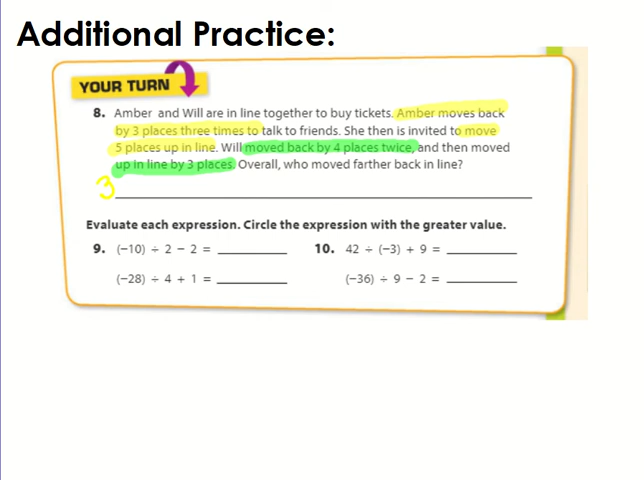 Additional Practice:
YOUR TURN
8. Amber and Will are in line together to buy tickets. Amber moves back
by 3 places three times to talk to friends. She then is invited to move
5 places up in line. Will moved back by 4 places twice, and then moved
up in line by 3 places. Overall, who moved farther back in line?
3
Evaluate each expression. Circle the expression with the greater value.
9. (−10) ÷ 2 − 2 = ________ 10. 42 ÷ (−3) + 9 = ________
(−28) ÷ 4 + 1 = ________ (−36) ÷ 9 − 2 = ________